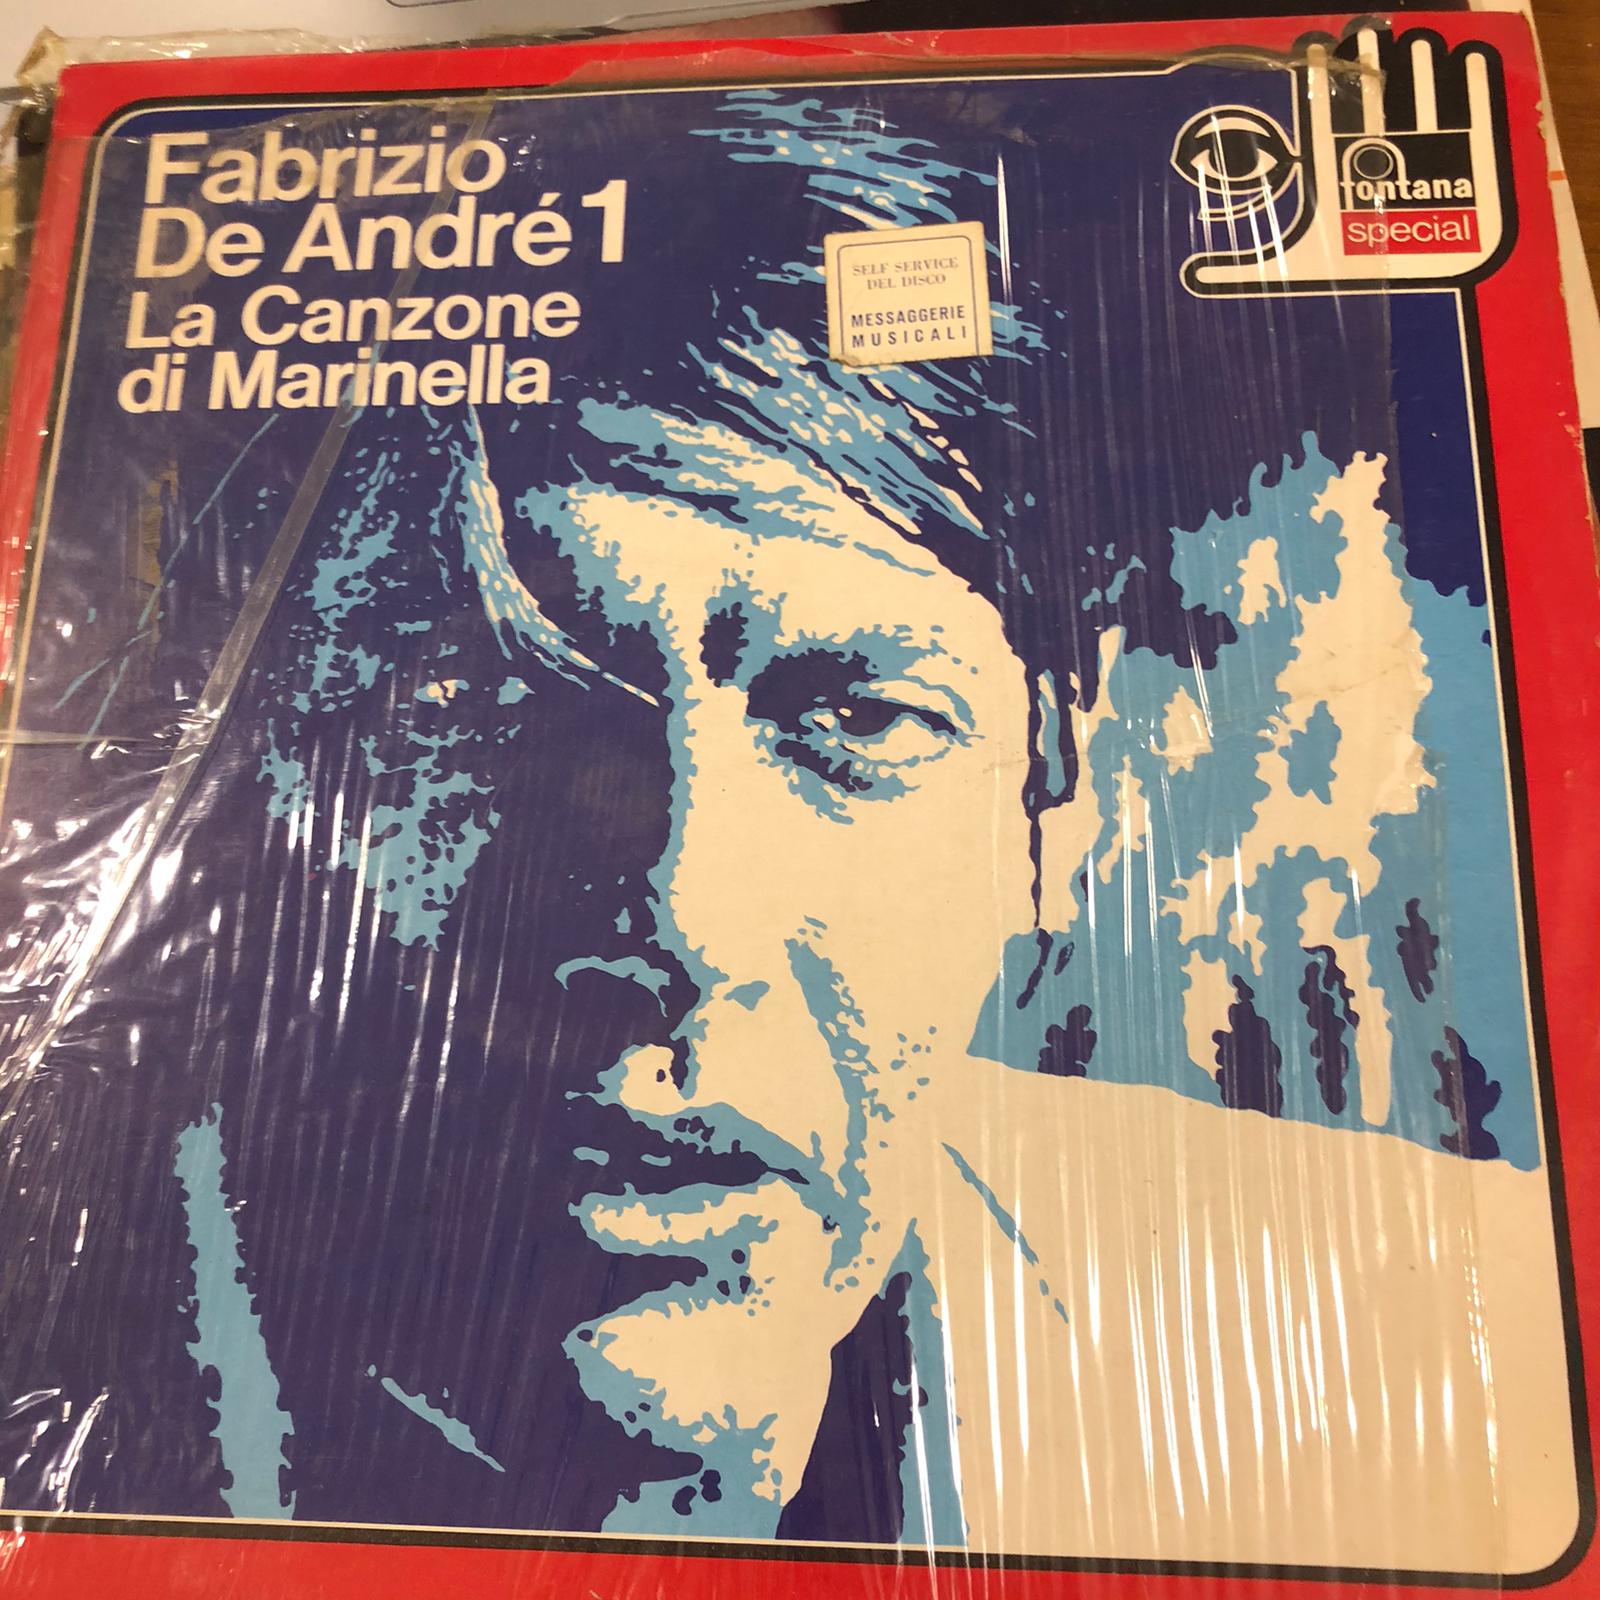 Fabrizio
De André 1
La Canzone
di Marinella
SELF SERVICE
DEL DISCO
MESSAGGERIE
MUSICALI
fontana
special